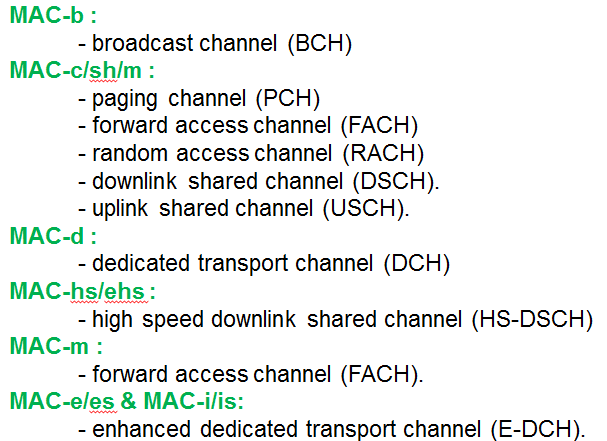 MAC-b :
- broadcast channel (BCH)
MAC-c/sh/m :
- paging channel (PCH)
- forward access channel (FACH)
- random access channel (RACH)
- downlink shared channel (DSCH).
- uplink shared channel (USCH).
MAC-d :
- dedicated transport channel (DCH)
MAC-hs/ehs :
- high speed downlink shared channel (HS-DSCH)
MAC-m :
- forward access channel (FACH).
MAC-e/es & MAC-i/is:
- enhanced dedicated transport channel (E-DCH).